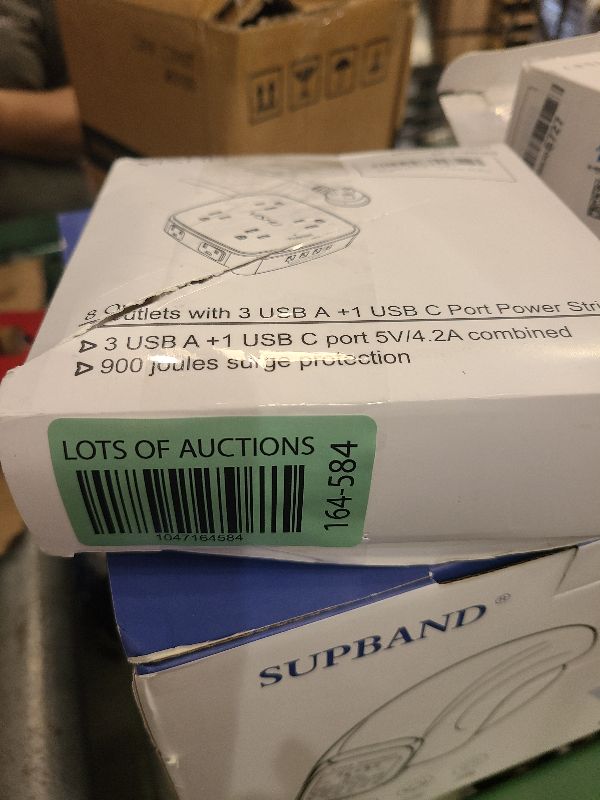 8 Outlets with 3 USB A +1 USB C Port Power Stri
3 USB A +1 USB C port 5V/4.2A combined
900 joules surge protection
LOTS OF AUCTIONS
1047164584
164-584
SUPBAND®